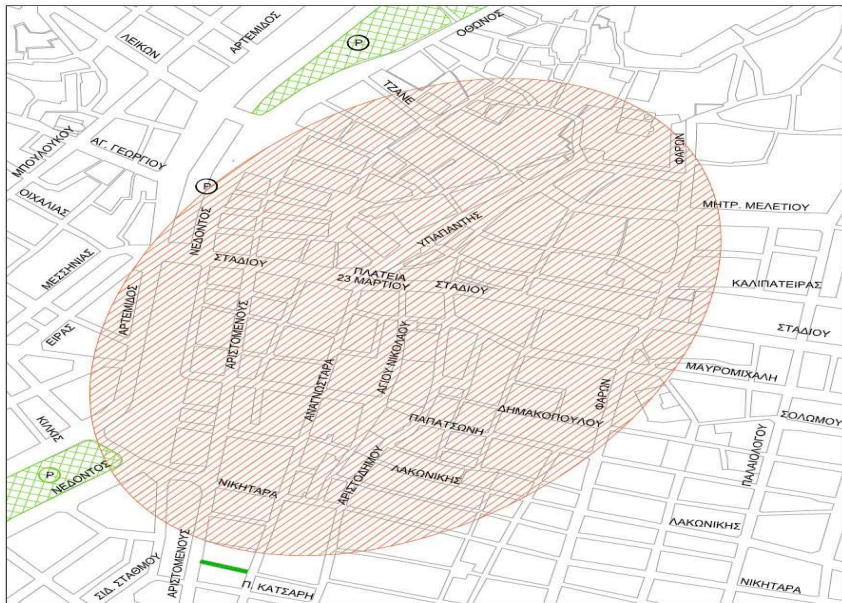 ΛΕΙΚΩΝ
ΑΡΤΕΜΙΔΟΣ
P
ΟΘΩΝΟΣ
ΤΖΑΝΕ
ΜΠΟΥΛΟΥΚΟΥ
ΑΓ. ΓΕΩΡΓΙΟΥ
ΦΑΡΩΝ
P
ΟΙΧΑΛΙΑΣ
ΜΗΤΡ. ΜΕΛΕΤΙΟΥ
ΝΕΔΟΝΤΟΣ
ΥΠΑΠΑΝΤΗΣ
ΜΕΣΣΗΝΙΑΣ
ΣΤΑΔΙΟΥ
ΠΛΑΤΕΙΑ
23 ΜΑΡΤΙΟΥ
ΣΤΑΔΙΟΥ
ΚΑΛΙΠΑΤΕΙΡΑΣ
ΑΡΤΕΜΙΔΟΣ
ΕΙΡΑΣ
ΑΡΙΣΤΟΜΕΝΟΥΣ
ΣΤΑΔΙΟΥ
ΑΓΙΟΥ ΝΙΚΟΛΑΟΥ
ΑΝΑΓΝΩΣΤΑΡΑ
ΜΑΥΡΟΜΙΧΑΛΗ
ΦΑΡΩΝ
ΔΗΜΑΚΟΠΟΥΛΟΥ
ΣΟΛΩΜΟΥ
ΚΙΛΚΙΣ
ΠΑΠΑΤΣΩΝΗ
ΠΑΛΑΙΟΛΟΓΟΥ
P
ΝΕΔΟΝΤΟΣ
ΝΙΚΗΤΑΡΑ
ΑΡΙΣΤΟΔΗΜΟΥ
ΛΑΚΩΝΙΚΗΣ
ΛΑΚΩΝΙΚΗΣ
ΣΙΔ. ΣΤΑΘΜΟΥ
ΑΡΙΣΤΟΜΕΝΟΥΣ
Π. ΚΑΤΣΑΡΗ
ΝΙΚΗΤΑΡΑ